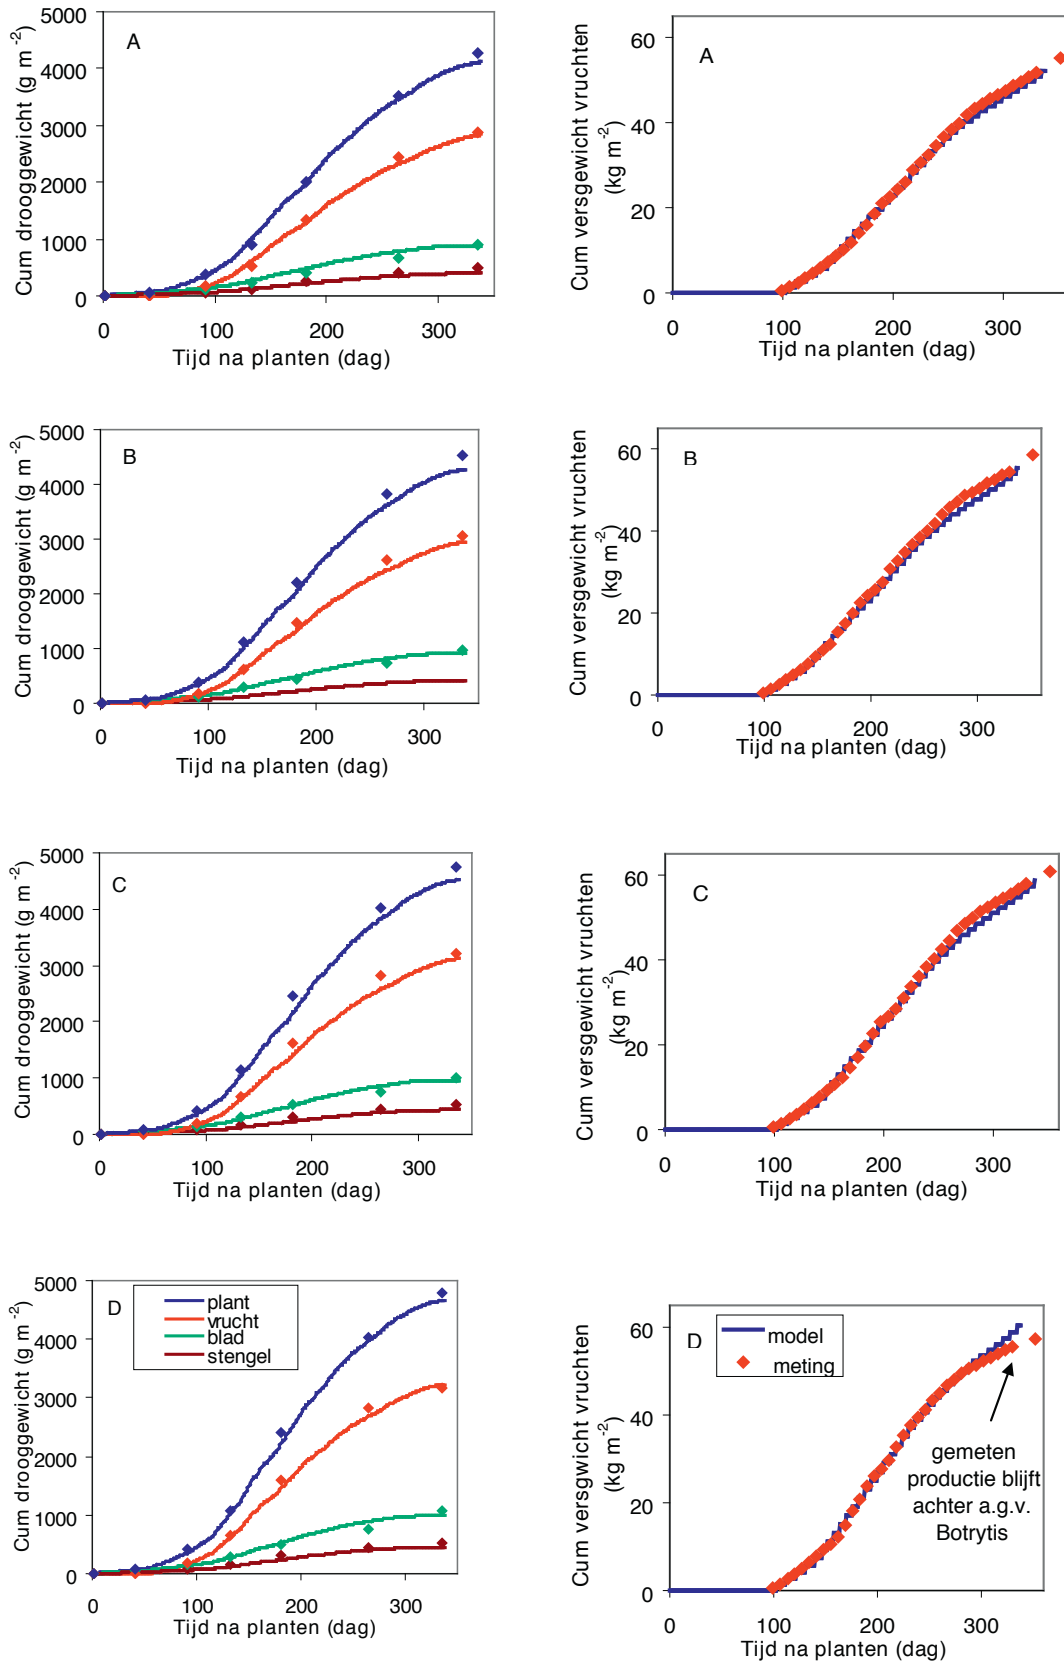 A
Cum drooggewicht (g m-2)
5000
4000
3000
2000
1000
0
0 100 200 300
Tijd na planten (dag)
A
Cum versgewicht vruchten
(kg m-2)
60
40
20
0
0 100 200 300
Tijd na planten (dag)
B
Cum drooggewicht (g m-2)
5000
4000
3000
2000
1000
0
0 100 200 300
Tijd na planten (dag)
B
Cum versgewicht vruchten
(kg m-2)
60
40
20
0
0 100 200 300
Tijd na planten (dag)
C
Cum drooggewicht (g m-2)
5000
4000
3000
2000
1000
0
0 100 200 300
Tijd na planten (dag)
C
Cum versgewicht vruchten
(kg m-2)
60
40
20
0
0 100 200 300
Tijd na planten (dag)
D
plant
vrucht
blad
stengel
Cum drooggewicht (g m-2)
5000
4000
3000
2000
1000
0
0 100 200 300
Tijd na planten (dag)
D
model
meting
Cum versgwicht vruchten
(kg m-2)
60
40
20
0
0 100 200 300
Tijd na planten (dag)
gemeten
productie blijft
achter a.g.v.
Botrytis